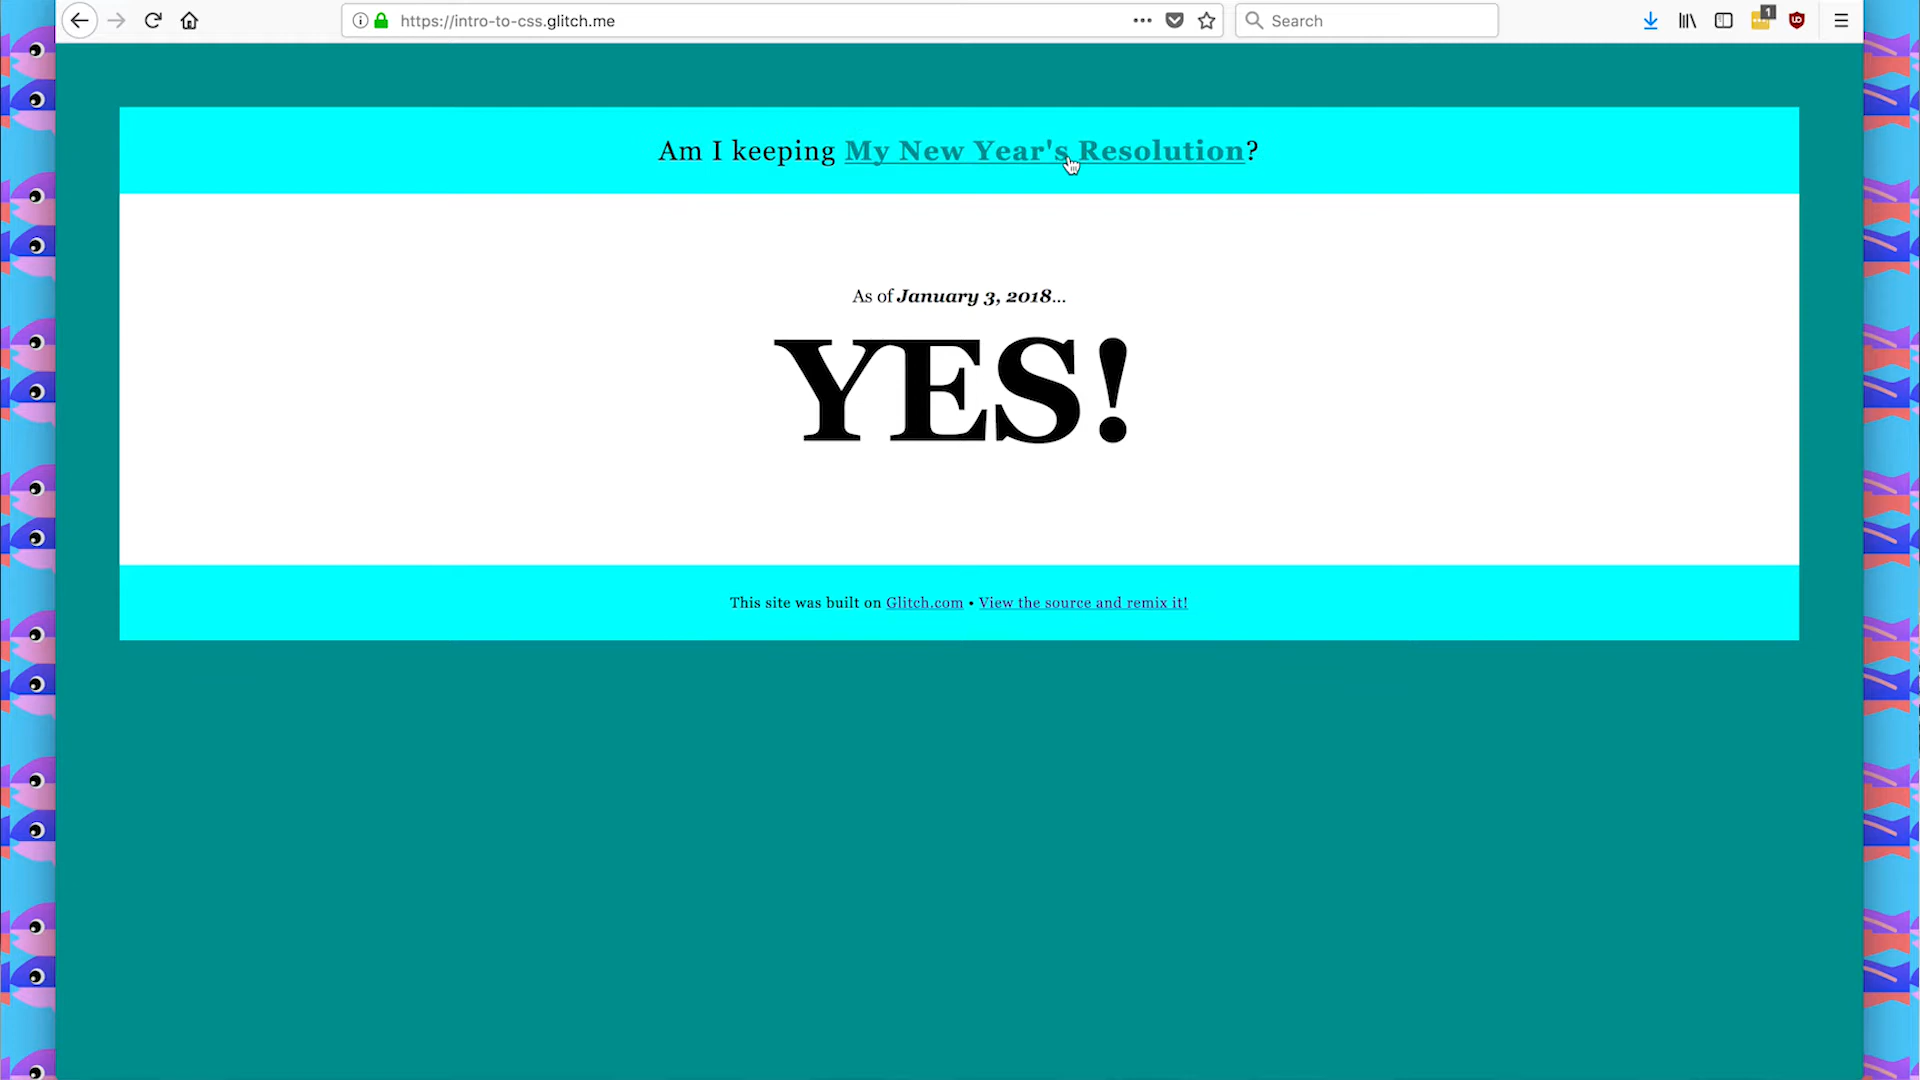 https://intro-to-css.glitch.me
Search
1
Am I keeping My New Year's Resolution?
As of January 3, 2018...
YES!
This site was built on Glitch.com • View the source and remix it!